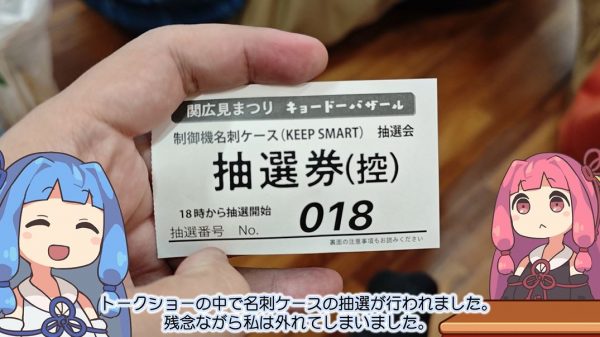 関広見まつり キョードーバザール
制御機名刺ケース(KEEP SMART) 抽選会
抽選券(控)
18時から抽選開始
抽選番号 No. 018
裏面の注意事項もお読みください
トークショーの中で名刺ケースの抽選が行われました。
残念ながら私は外れてしまいました。